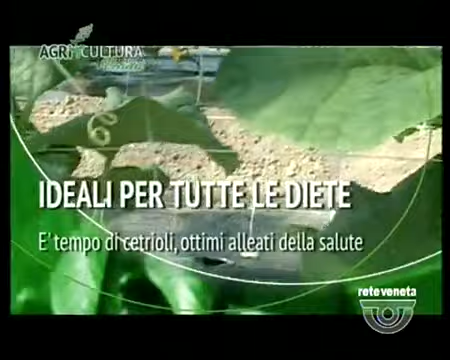 AGRICULTURA
IDEALI PER TUTTE LE DIETE
E' tempo di cetrioli, ottimi alleati della salute
reteveneta